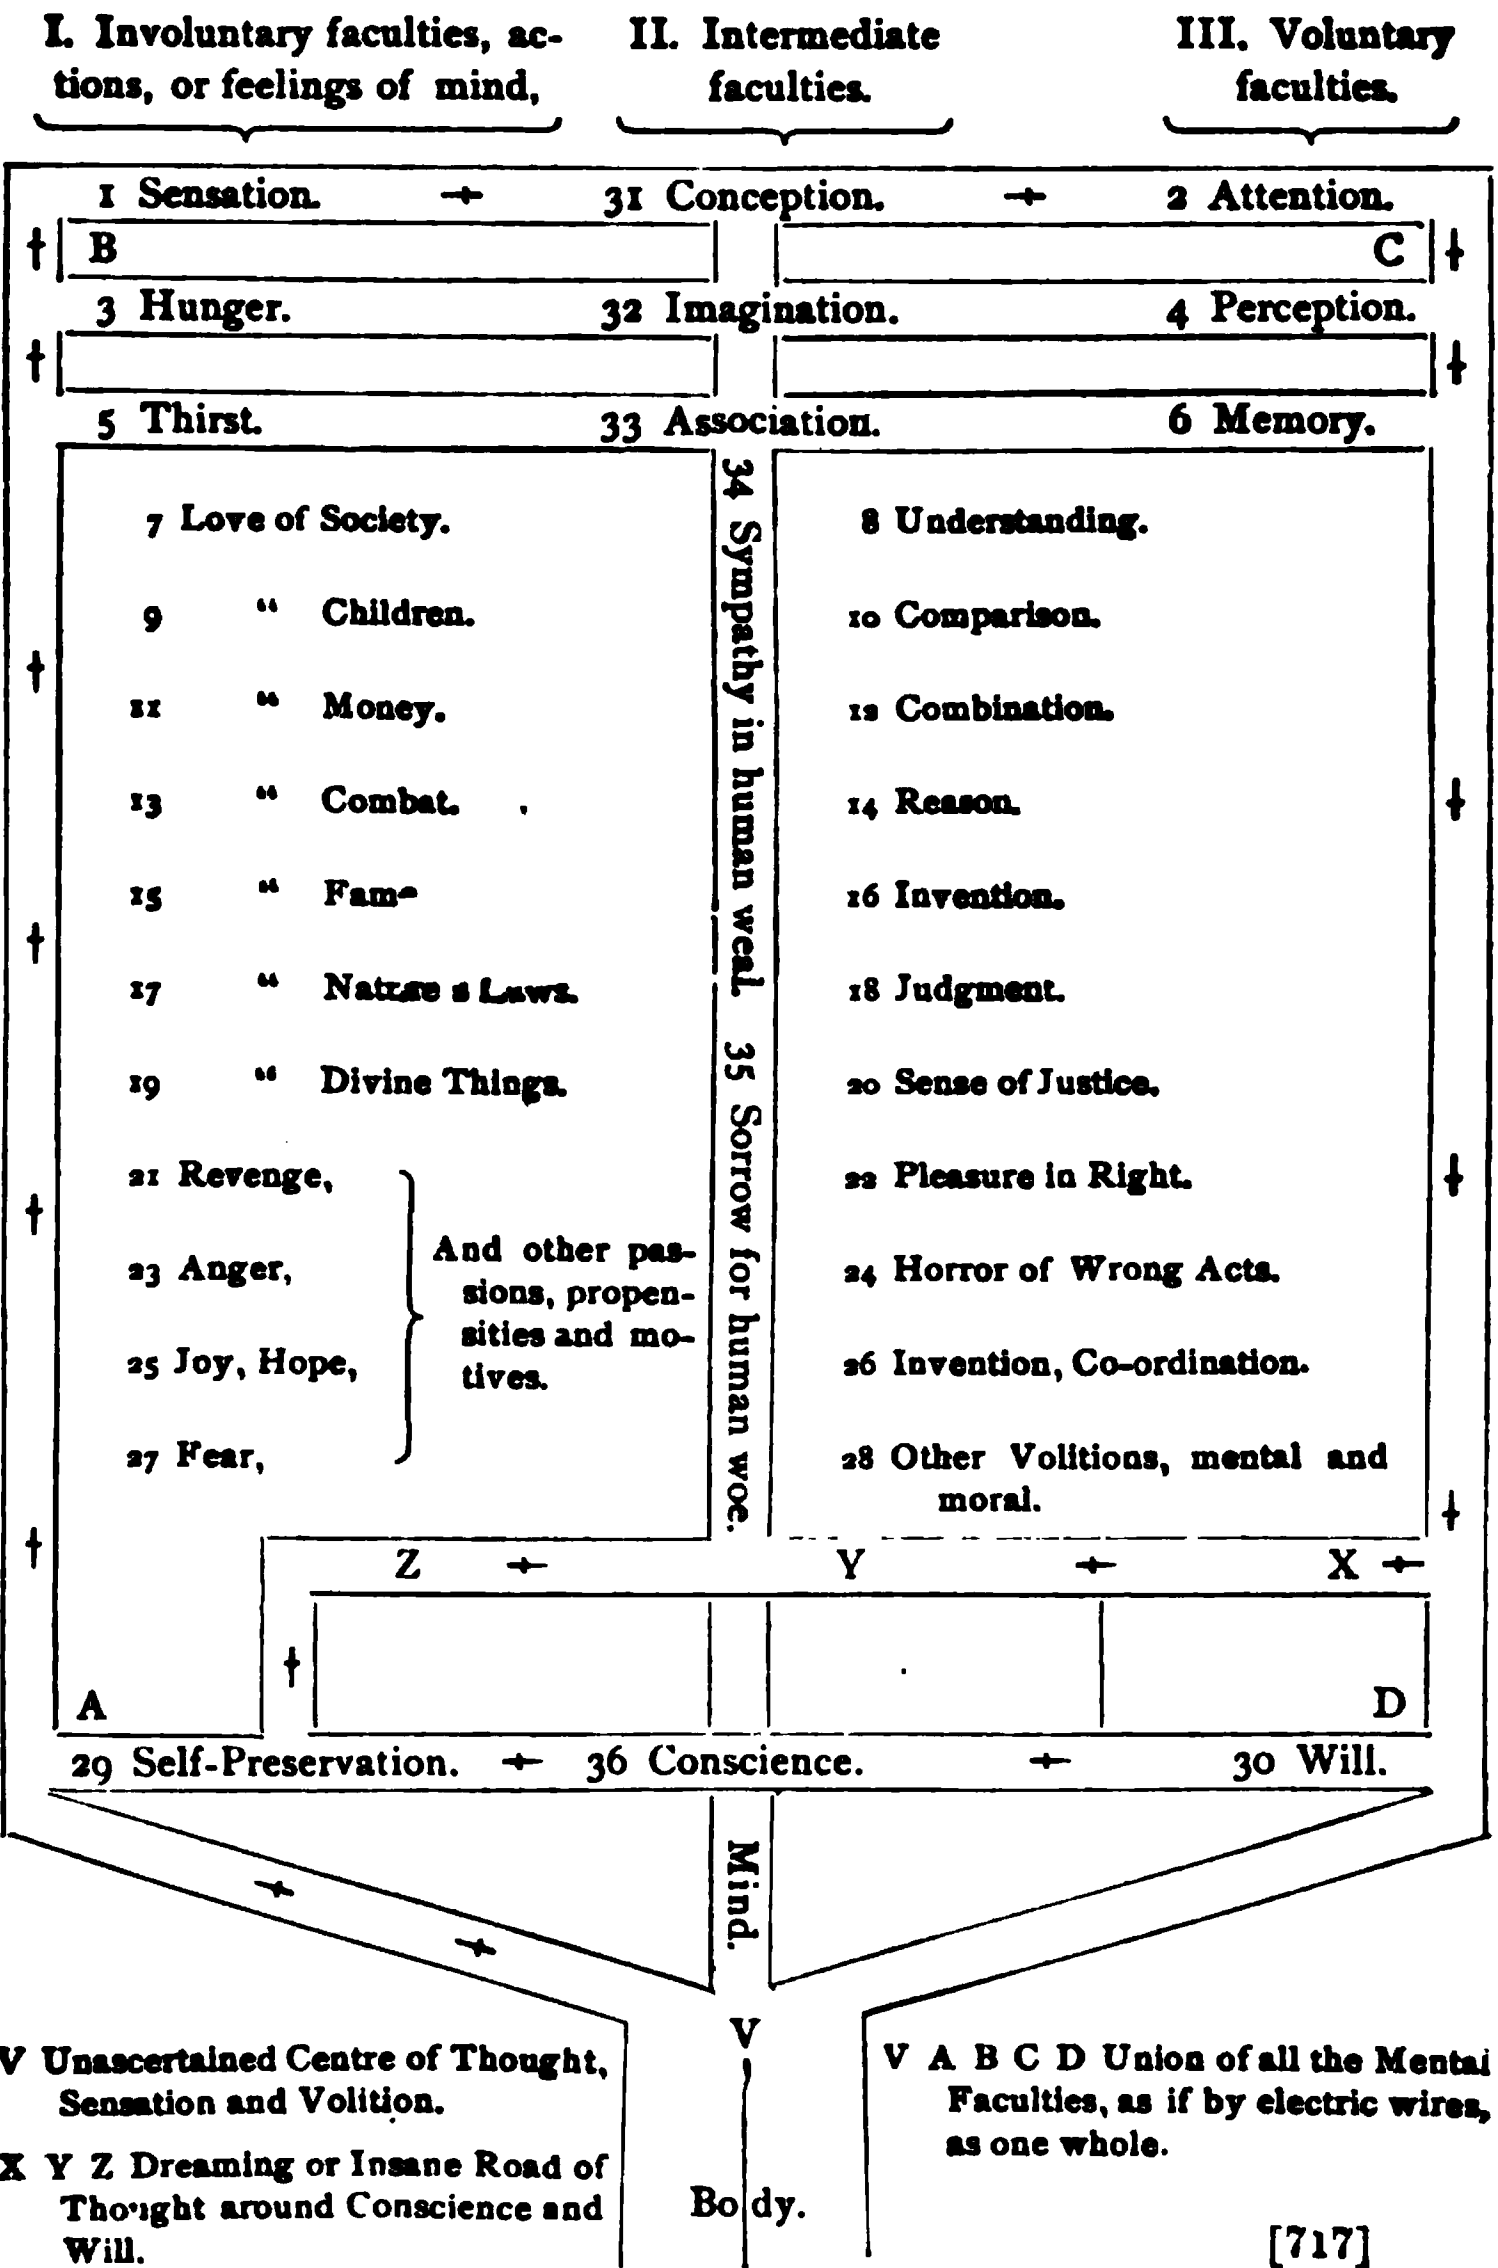 I. Involuntary faculties, ac-
tions, or feelings of mind,
II. Intermediate
faculties.
III. Voluntary
faculties.
1 Sensation. 31 Conception. 2 Attention.
B C
3 Hunger. 32 Imagination. 4 Perception.
5 Thirst. 33 Association. 6 Memory.
7 Love of Society.
9 “ Children.
11 “ Money.
13 “ Combat.
15 “
17 “ Laws.
19 “ Divine Things.
21 Revenge,
23 Anger,
25 Joy, Hope,
27 Fear,
And other pas-
sions, propen-
sities and mo-
tives.
34 Sympathy in human weal. 35 Sorrow for human woe.
8 Understanding.
10 Comparison.
12 Combination.
14 Reason.
16 Invention.
18 Judgment.
20 Sense of Justice.
22 Pleasure in Right.
24 Horror of Wrong Acts.
26 Invention, Co-ordination.
28 Other Volitions, mental and
moral.
Z Y X
A D
29 Self-Preservation. 36 Conscience. 30 Will.
Mind.
V
V Unascertained Centre of Thought,
Sensation and Volition.
X Y Z Dreaming or Insane Road of
Thought around Conscience and
Will.
V A B C D Union of all the Mental
Faculties, as if by electric wires,
as one whole.
Body.
[717]